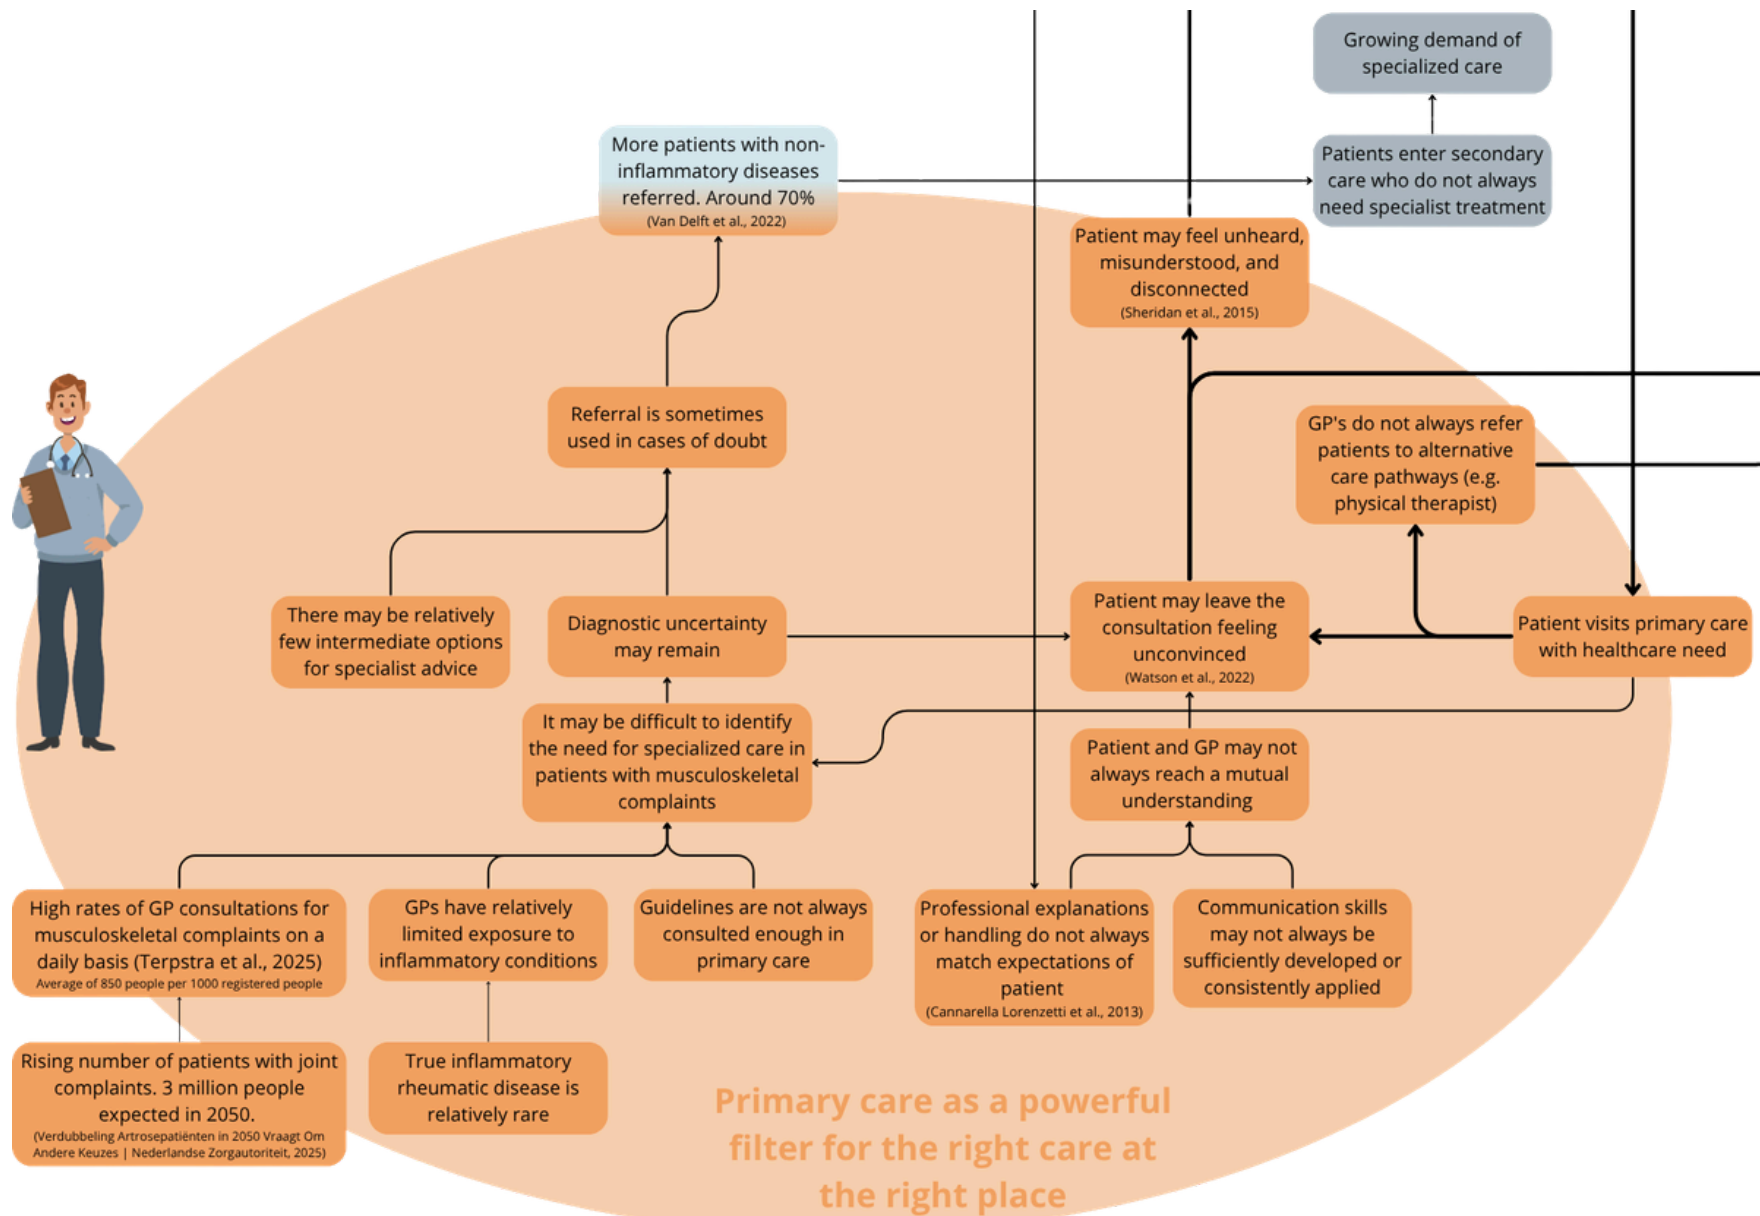 Growing demand of
specialized care
More patients with non-
inflammatory diseases
referred. Around 70%
(Van Delft et al., 2022)
Patients enter secondary
care who do not always
need specialist treatment
Patient may feel unheard,
misunderstood, and
disconnected
(Sheridan et al., 2015)
Referral is sometimes
used in cases of doubt
GP's do not always refer
patients to alternative
care pathways (e.g.
physical therapist)
There may be relatively
few intermediate options
for specialist advice
Diagnostic uncertainty
may remain
Patient may leave the
consultation feeling
unconvinced
(Watson et al., 2022)
Patient visits primary care
with healthcare need
It may be difficult to identify
the need for specialized care in
patients with musculoskeletal
complaints
Patient and GP may not
always reach a mutual
understanding
High rates of GP consultations for
musculoskeletal complaints on a
daily basis (Terpstra et al., 2025)
Average of 850 people per 1000 registered people
GPs have relatively
limited exposure to
inflammatory conditions
Guidelines are not always
consulted enough in
primary care
Professional explanations
or handling do not always
match expectations of
patient
(Cannarella Lorenzetti et al., 2013)
Communication skills
may not always be
sufficiently developed or
consistently applied
Rising number of patients with joint
complaints. 3 million people
expected in 2050.
(Verdubbeling Artrosepatiënten in 2050 Vraagt Om
Andere Keuzes | Nederlandse Zorgautoriteit, 2025)
True inflammatory
rheumatic disease is
relatively rare
Primary care as a powerful
filter for the right care at
the right place